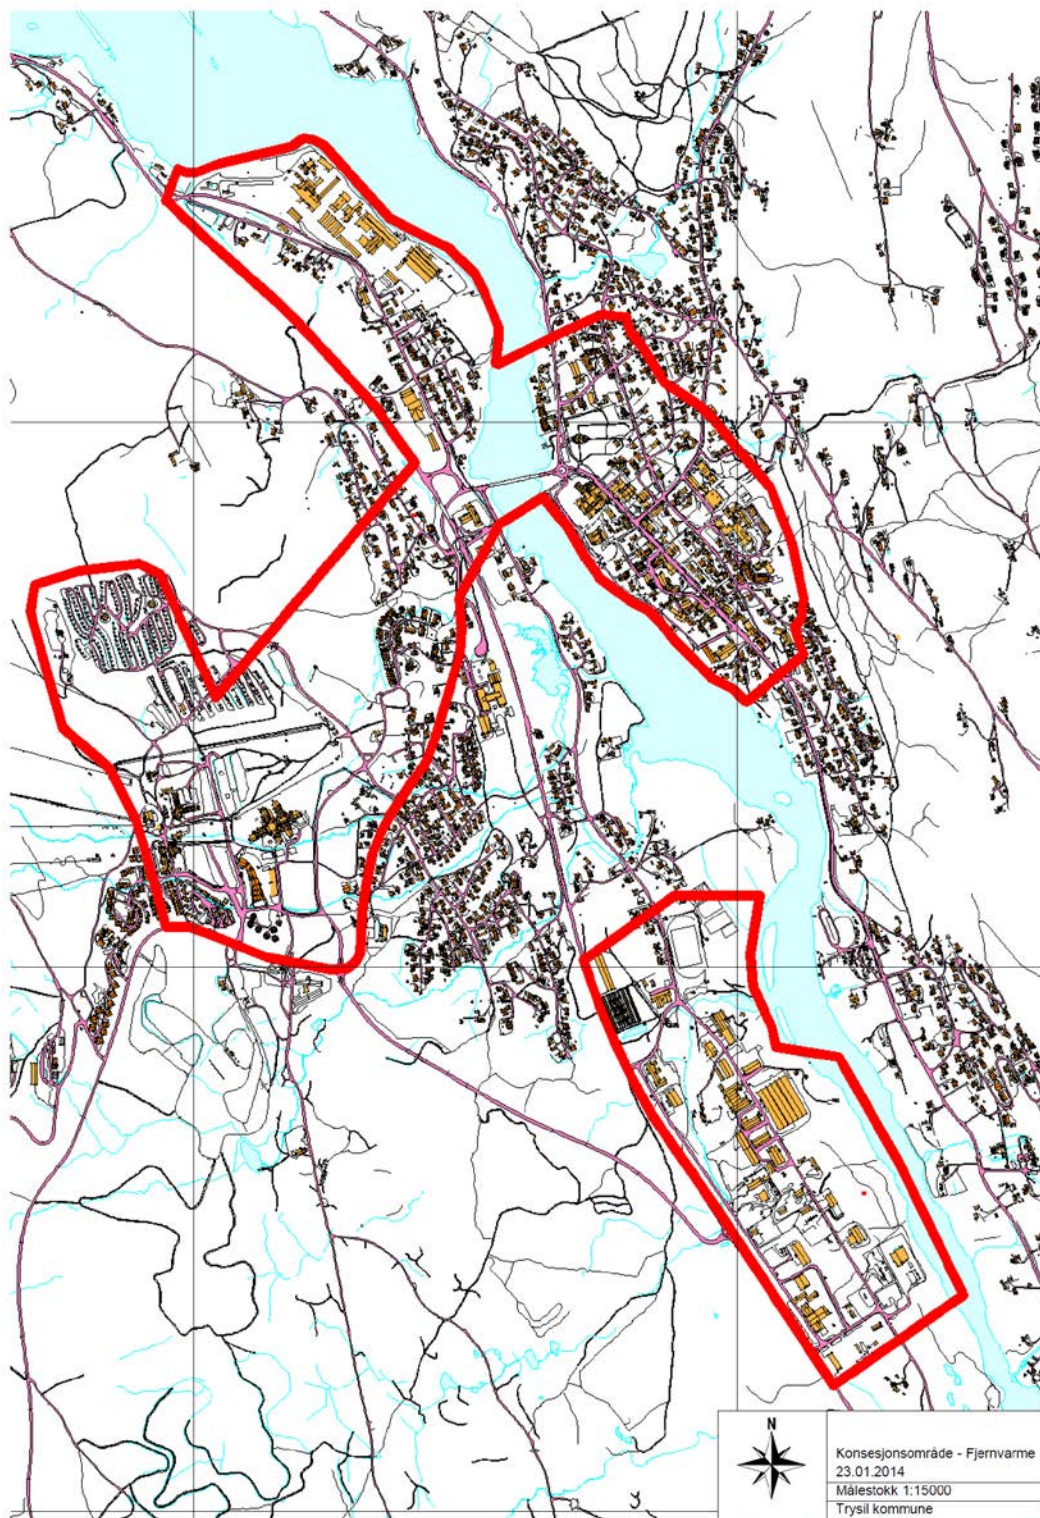 N
Konsesjonsområde - Fjernvarme
23.01.2014
Målestokk 1:15000
Trysil kommune